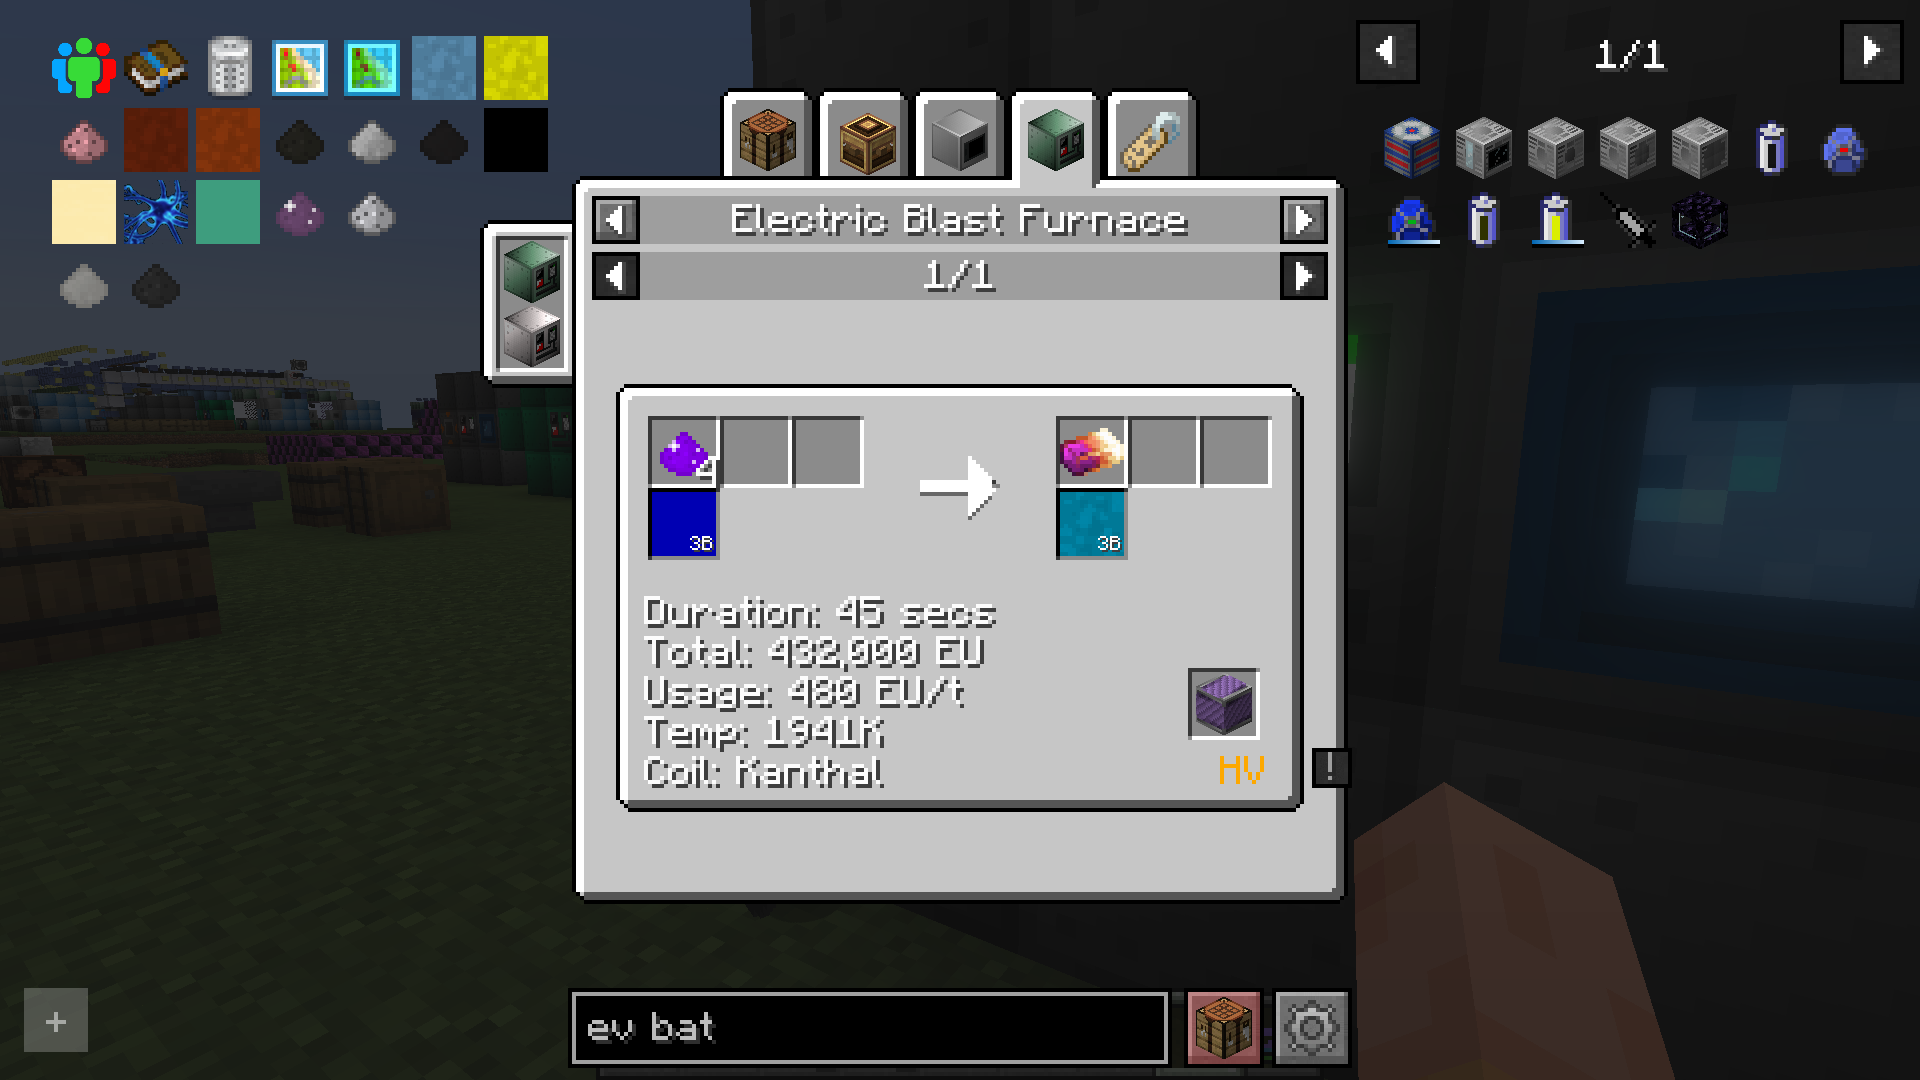 1/1
Electric Blast Furnace
1/1
2
3B
3B
Duration: 45 secs
Total: 432,000 EU
Usage: 480 EU/t
Temp: 1941K
Coil: Kanthal
HV
!
+
ev bat